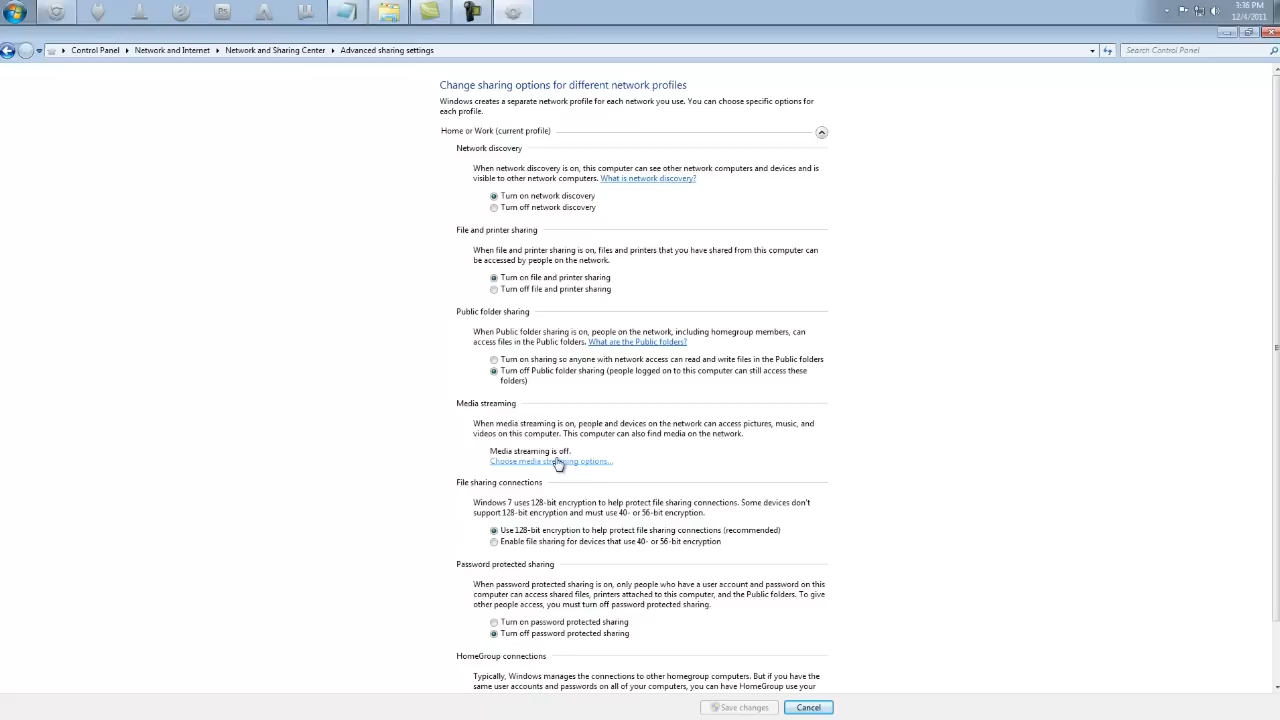 3:36 PM
12/4/2011
Control Panel
Network and Internet
Network and Sharing Center
Advanced sharing settings
Search Control Panel
Change sharing options for different network profiles
Windows creates a separate network profile for each network you use. You can choose specific options for
each profile.
Home or Work (current profile)
Network discovery
When network discovery is on, this computer can see other network computers and devices and is
visible to other network computers. What is network discovery?
Turn on network discovery
Turn off network discovery
File and printer sharing
When file and printer sharing is on, files and printers that you have shared from this computer can
be accessed by people on the network.
Turn on file and printer sharing
Turn off file and printer sharing
Public folder sharing
When Public folder sharing is on, people on the network, including homegroup members, can
access files in the Public folders. What are the Public folders?
Turn on sharing so anyone with network access can read and write files in the Public folders
Turn off Public folder sharing (people logged on to this computer can still access these
folders)
Media streaming
When media streaming is on, people and devices on the network can access pictures, music, and
videos on this computer. This computer can also find media on the network.
Media streaming is off.
Choose media streaming options...
File sharing connections
Windows 7 uses 128-bit encryption to help protect file sharing connections. Some devices don't
support 128-bit encryption and must use 40- or 56-bit encryption.
Use 128-bit encryption to help protect file sharing connections (recommended)
Enable file sharing for devices that use 40- or 56-bit encryption
Password protected sharing
When password protected sharing is on, only people who have a user account and password on this
computer can access shared files, printers attached to this computer, and the Public folders. To give
other people access, you must turn off password protected sharing.
Turn on password protected sharing
Turn off password protected sharing
HomeGroup connections
Typically, Windows manages the connections to other homegroup computers. But if you have the
same user accounts and passwords on all of your computers, you can have HomeGroup use your
Save changes
Cancel